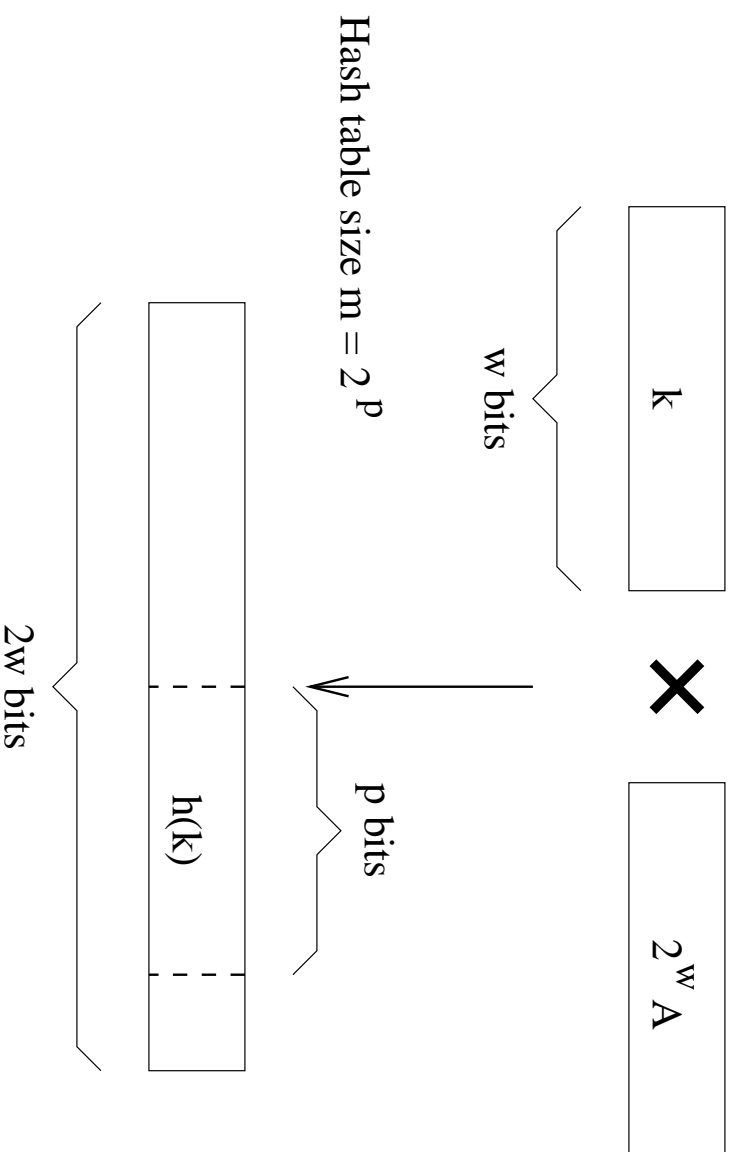 k
2^w A
w bits
p bits
Hash table size m = 2^p
h(k)
2w bits